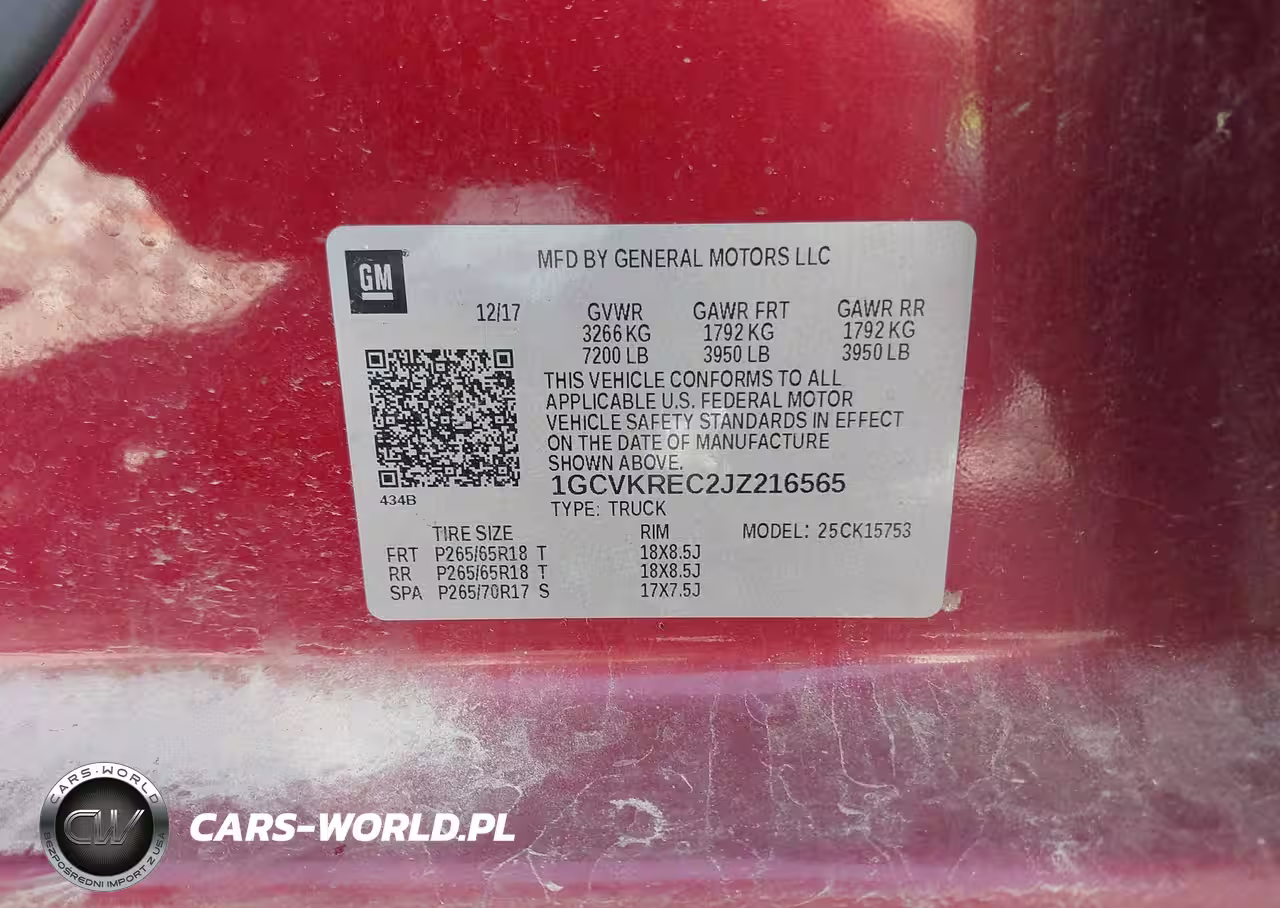 GM
MFD BY GENERAL MOTORS LLC
12/17 GVWR GAWR FRT GAWR RR
3266 KG 1792 KG 1792 KG
7200 LB 3950 LB 3950 LB
THIS VEHICLE CONFORMS TO ALL
APPLICABLE U.S. FEDERAL MOTOR
VEHICLE SAFETY STANDARDS IN EFFECT
ON THE DATE OF MANUFACTURE
SHOWN ABOVE.
1GCVKREC2JZ216565
434B
TYPE: TRUCK
TIRE SIZE RIM MODEL: 25CK15753
FRT P265/65R18 T 18X8.5J
RR P265/65R18 T 18X8.5J
SPA P265/70R17 S 17X7.5J
CARS-WORLD
CW
BEZPOŚREDNI IMPORT Z USA
CARS-WORLD.PL